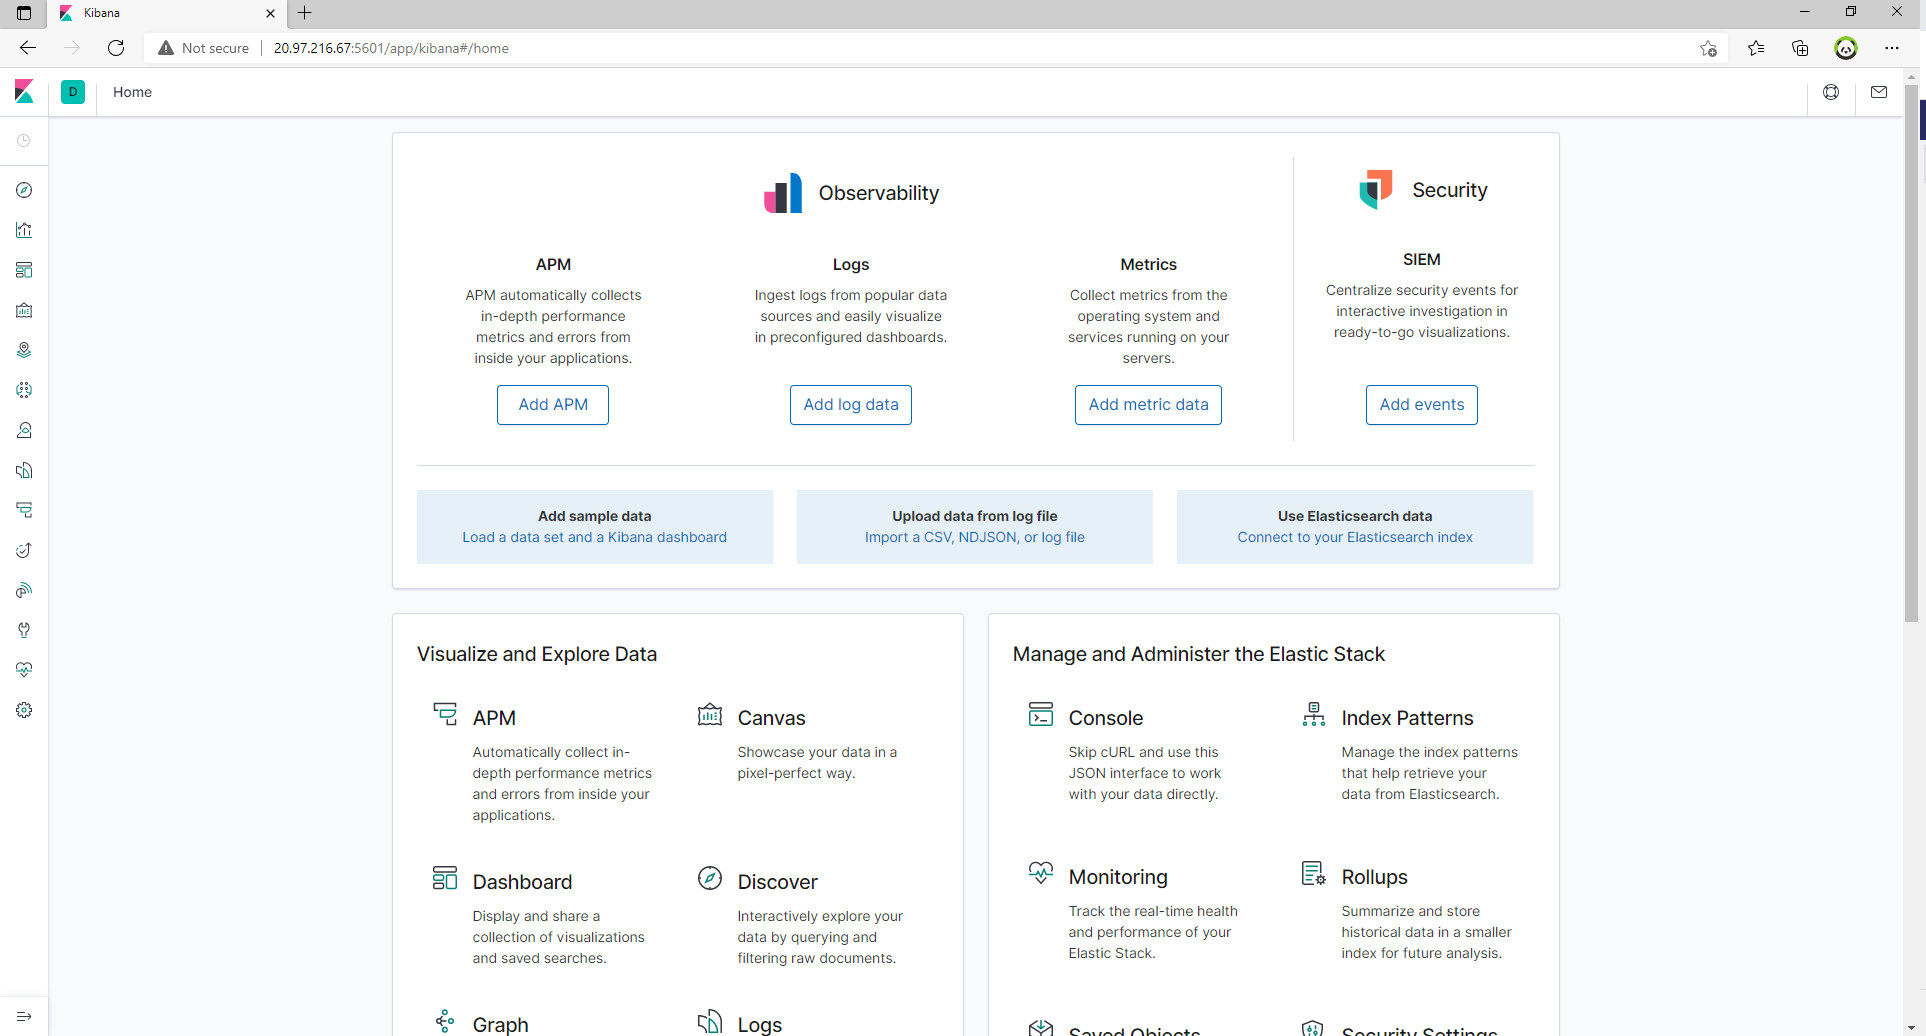 Kibana
Not secure
20.97.216.67:5601/app/kibana#/home
D
Home
Observability
Security
APM
APM automatically collects
in-depth performance
metrics and errors from
inside your applications.
Add APM
Logs
Ingest logs from popular data
sources and easily visualize
in preconfigured dashboards.
Add log data
Metrics
Collect metrics from the
operating system and
services running on your
servers.
Add metric data
SIEM
Centralize security events for
interactive investigation in
ready-to-go visualizations.
Add events
Add sample data
Load a data set and a Kibana dashboard
Upload data from log file
Import a CSV, NDJSON, or log file
Use Elasticsearch data
Connect to your Elasticsearch index
Visualize and Explore Data
APM
Automatically collect in-
depth performance metrics
and errors from inside your
applications.
Canvas
Showcase your data in a
pixel-perfect way.
Dashboard
Display and share a
collection of visualizations
and saved searches.
Discover
Interactively explore your
data by querying and
filtering raw documents.
Graph
Logs
Manage and Administer the Elastic Stack
Console
Skip cURL and use this
JSON interface to work
with your data directly.
Index Patterns
Manage the index patterns
that help retrieve your
data from Elasticsearch.
Monitoring
Track the real-time health
and performance of your
Elastic Stack.
Rollups
Summarize and store
historical data in a smaller
index for future analysis.
Saved Objects
Security Settings